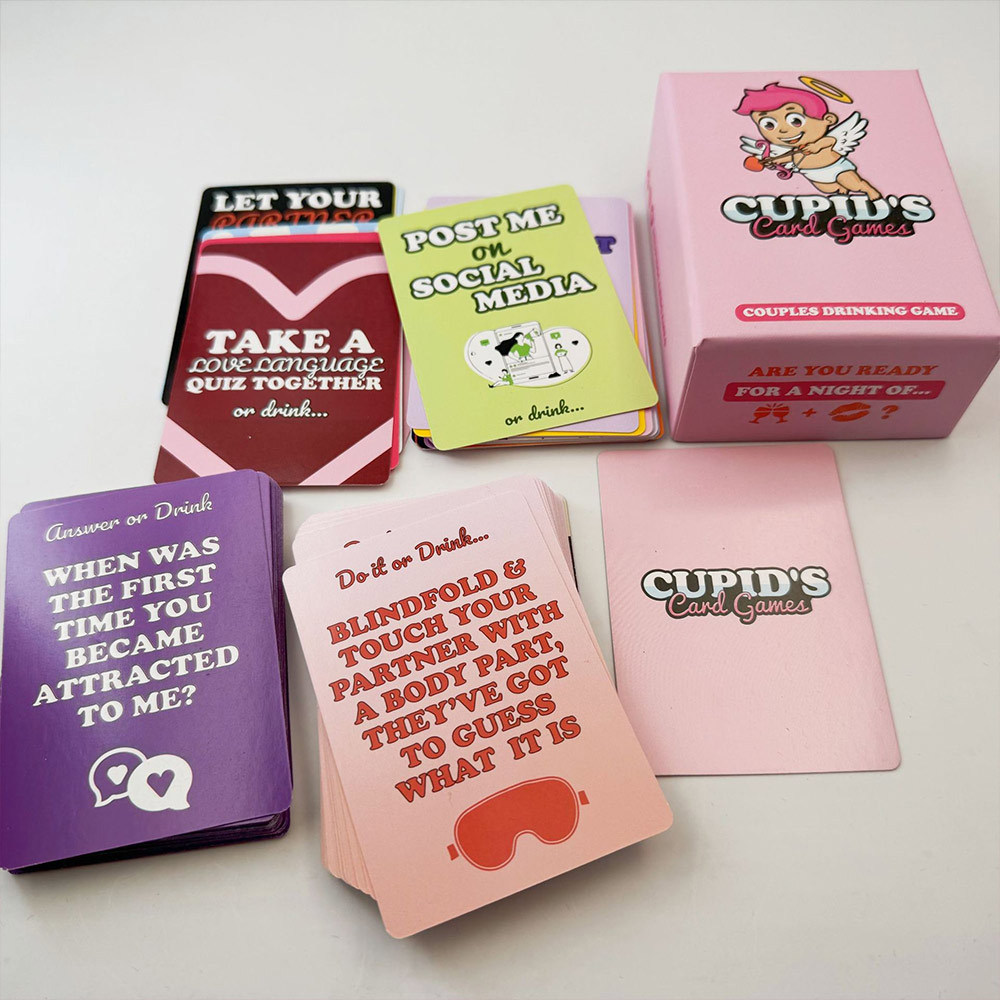 LET YOUR
PARTNER
TAKE A
LOVE LANGUAGE
QUIZ TOGETHER
or drink...
POST ME
on
SOCIAL
MEDIA
or drink...
CUPID'S
Card Games
COUPLES DRINKING GAME
ARE YOU READY
FOR A NIGHT OF...
+ ?
Answer or Drink
WHEN WAS
THE FIRST
TIME YOU
BECAME
ATTRACTED
TO ME?
Do it or Drink...
BLINDFOLD &
TOUCH YOUR
PARTNER WITH
A BODY PART,
THEY'VE GOT
TO GUESS
WHAT IT IS
CUPID'S
Card Games